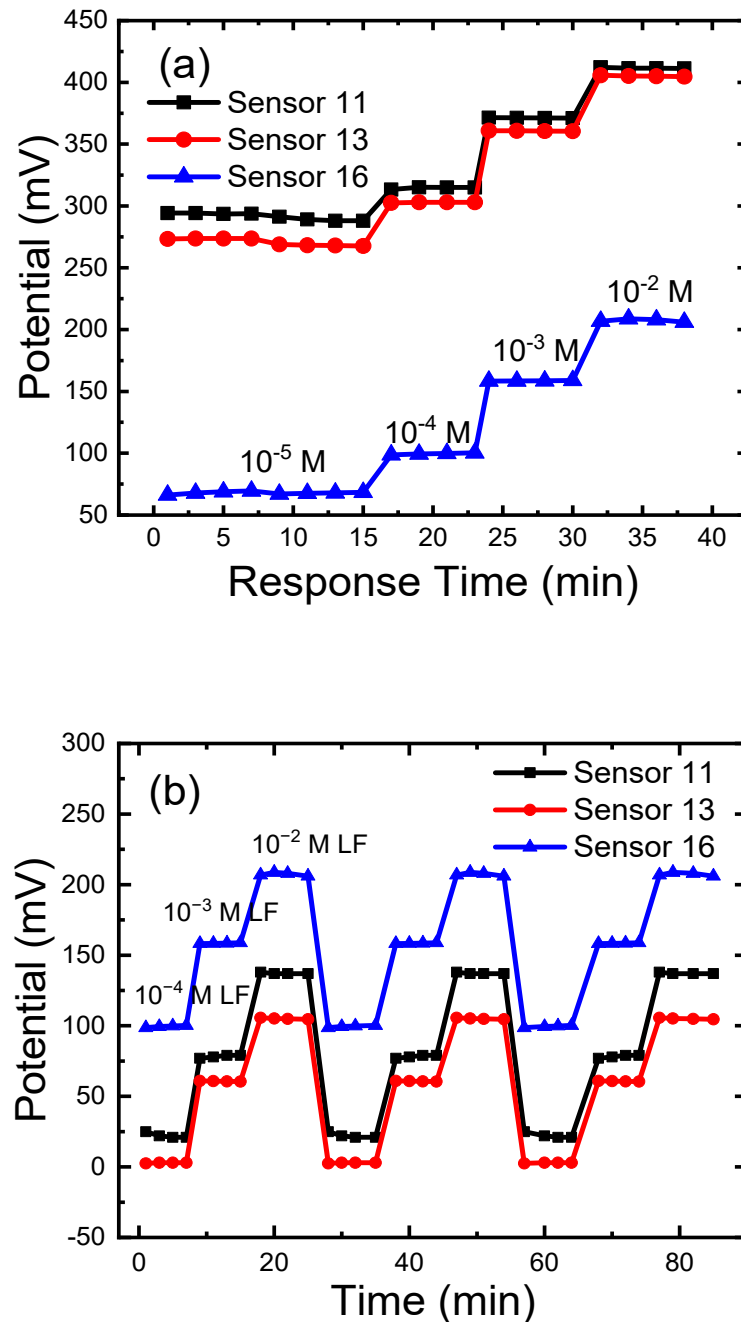 (a)
Sensor 11
Sensor 13
Sensor 16
Potential (mV)
450
400
350
300
250
200
150
100
50
10⁻⁵ M
10⁻⁴ M
10⁻³ M
10⁻² M
0 5 10 15 20 25 30 35 40
Response Time (min)
(b)
Sensor 11
Sensor 13
Sensor 16
Potential (mV)
300
250
200
150
100
50
0
-50
10⁻⁴ M LF
10⁻³ M LF
10⁻² M LF
0 20 40 60 80
Time (min)